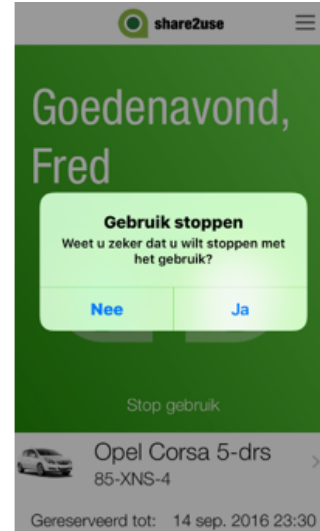 share2use
Goedenavond,
Fred
Gebruik stoppen
Weet u zeker dat u wilt stoppen met
het gebruik?
Nee Ja
Stop gebruik
Opel Corsa 5-drs
85-XNS-4
Gereserveerd tot: 14 sep. 2016 23:30